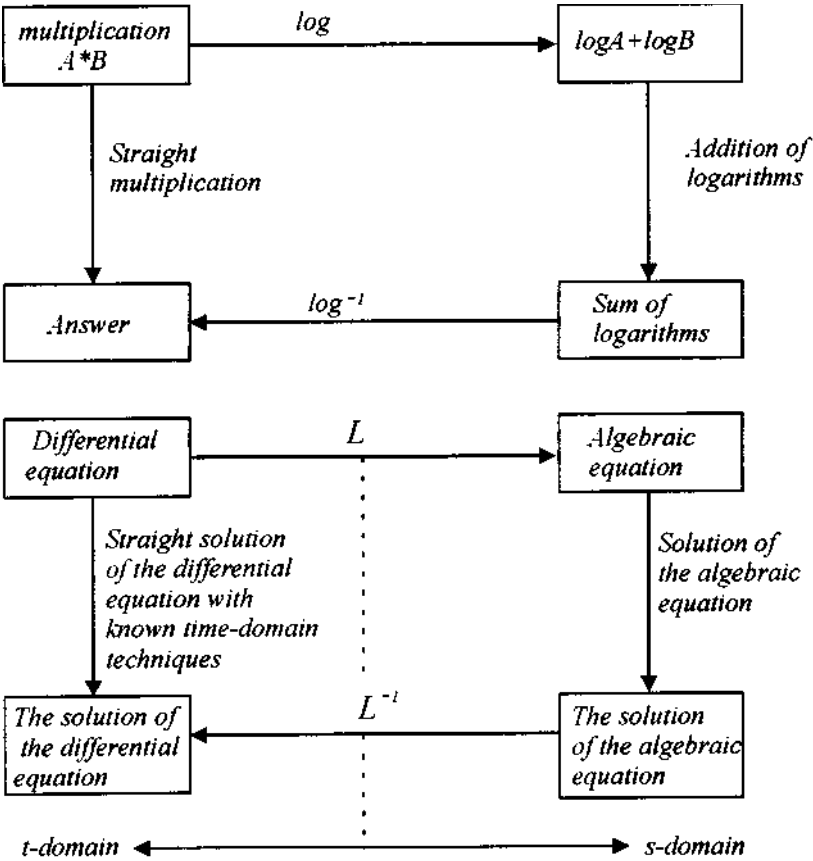 multiplication
A*B
log
logA+logB
Straight
multiplication
Addition of
logarithms
Answer
log⁻¹
Sum of
logarithms
Differential
equation
L
Algebraic
equation
Straight solution
of the differential
equation with
known time-domain
techniques
Solution of
the algebraic
equation
The solution of
the differential
equation
L⁻¹
The solution
of the algebraic
equation
t-domain
s-domain